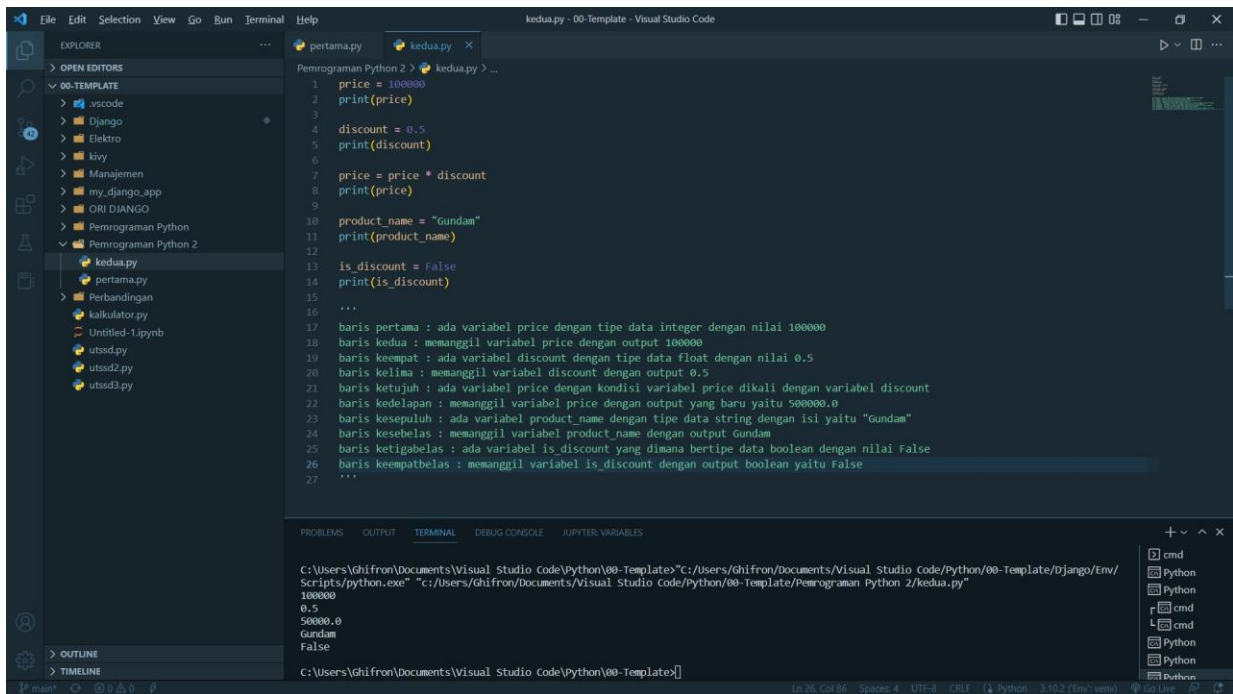 File Edit Selection View Go Run Terminal Help
kedua.py - 00-Template - Visual Studio Code
EXPLORER
OPEN EDITORS
00-TEMPLATE
.vscode
Django
Elektro
kivy
Manajemen
my_django_app
ORI DJANGO
Pemrograman Python
Pemrograman Python 2
kedua.py
pertama.py
Perbandingan
kalkulator.py
Untitled-1.ipynb
utssd.py
utssd2.py
utssd3.py
OUTLINE
TIMELINE
42
pertama.py
kedua.py
Pemrograman Python 2 > kedua.py > ...
1 price = 100000
2 print(price)
3
4 discount = 0.5
5 print(discount)
6
7 price = price * discount
8 print(price)
9
10 product_name = "Gundam"
11 print(product_name)
12
13 is_discount = False
14 print(is_discount)
15
16 '''
17 baris pertama : ada variabel price dengan tipe data integer dengan nilai 100000
18 baris kedua : memanggil variabel price dengan output 100000
19 baris keempat : ada variabel discount dengan tipe data float dengan nilai 0.5
20 baris kelima : memanggil variabel discount dengan output 0.5
21 baris ketujuh : ada variabel price dengan kondisi variabel price dikali dengan variabel discount
22 baris kedelapan : memanggil variabel price dengan output yang baru yaitu 500000.0
23 baris kesepuluh : ada variabel product_name dengan tipe data string dengan isi yaitu "Gundam"
24 baris kesebelas : memanggil variabel product_name dengan output Gundam
25 baris ketigabelas : ada variabel is_discount yang dimana bertipe data boolean dengan nilai False
26 baris keempatbelas : memanggil variabel is_discount dengan output boolean yaitu False
27 '''
PROBLEMS OUTPUT TERMINAL DEBUG CONSOLE JUPYTER: VARIABLES
C:\Users\Ghifron\Documents\Visual Studio Code\Python\00-Template>"C:/Users/Ghifron/Documents/Visual Studio Code/Python/00-Template/Django/Env/
Scripts/python.exe" "c:/Users/Ghifron/Documents/Visual Studio Code/Python/00-Template/Pemrograman Python 2/kedua.py"
100000
0.5
50000.0
Gundam
False
C:\Users\Ghifron\Documents\Visual Studio Code\Python\00-Template>
cmd
Python
Python
cmd
cmd
Python
Python
Python
main* 0 0 0
Ln 26, Col 86 Spaces: 4 UTF-8 CRLF Python 3.10.2 ('Env': venv) Go Live